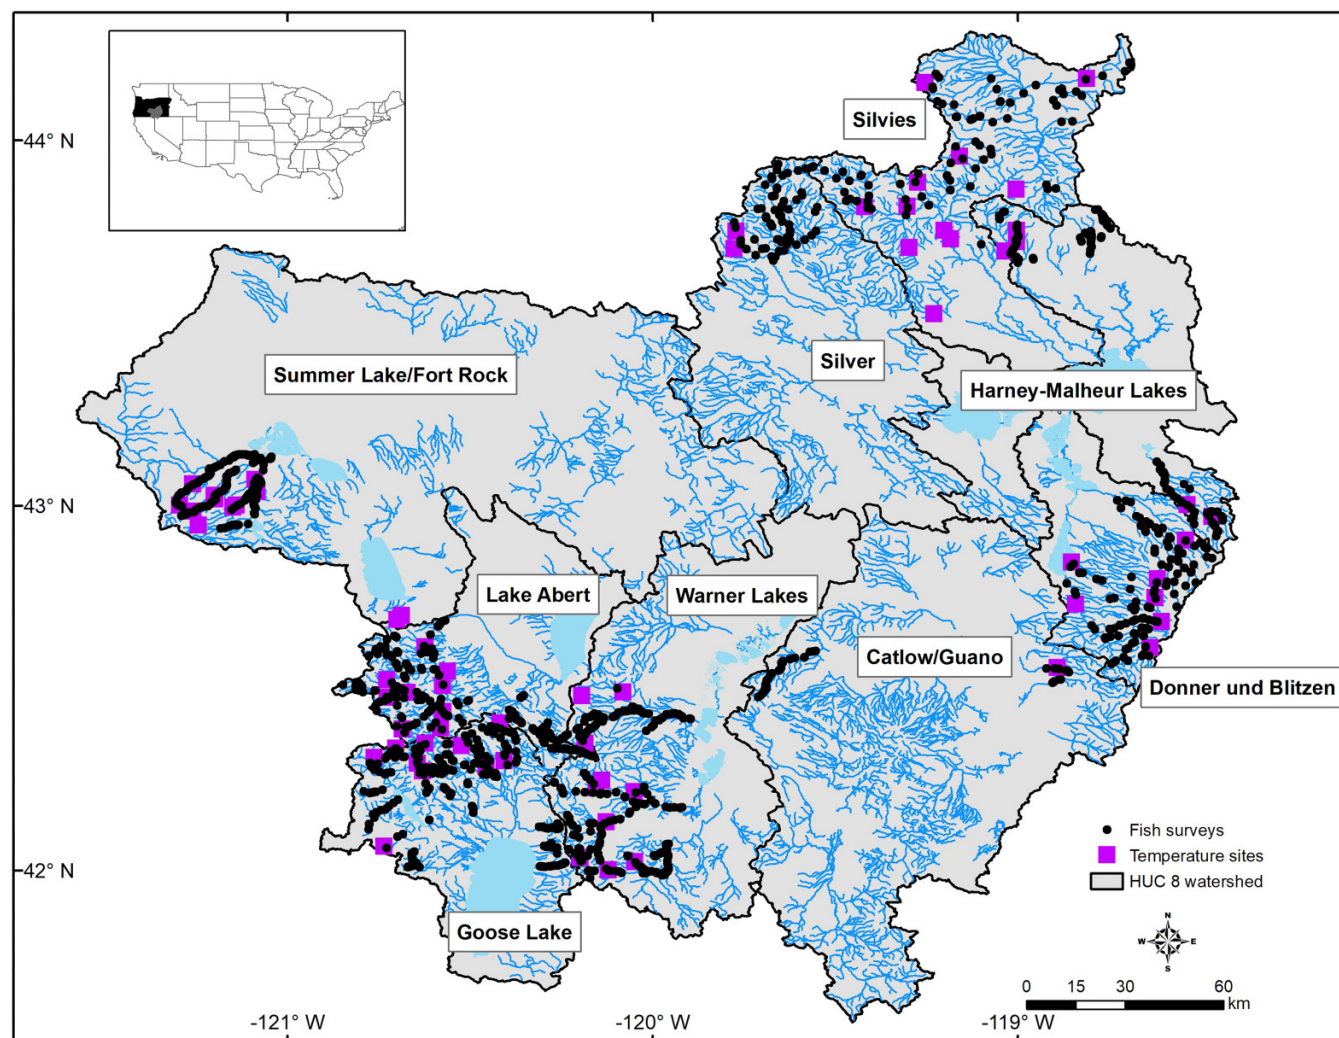 44° N
Silvies
Summer Lake/Fort Rock
Silver
Harney-Malheur Lakes
43° N
Lake Abert
Warner Lakes
Catlow/Guano
Donner und Blitzen
42° N
Goose Lake
Fish surveys
Temperature sites
HUC 8 watershed
N
W E
S
0 15 30 60
km
-121° W -120° W -119° W